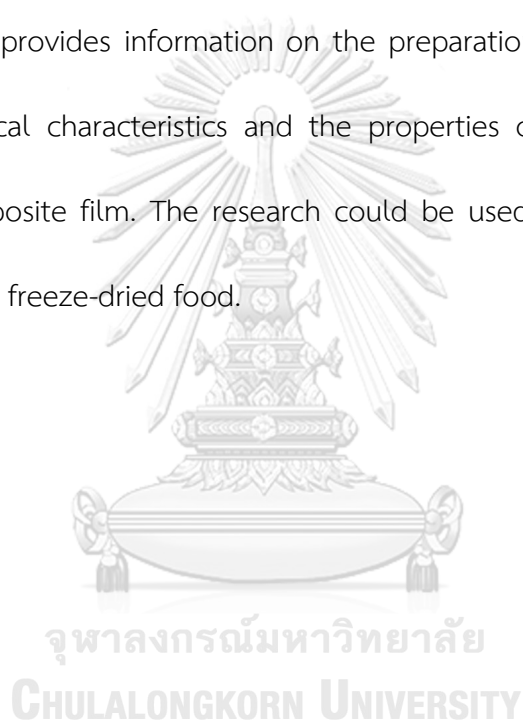 provides information on the preparatio
cal characteristics and the properties
posite film. The research could be used
freeze-dried food.
จุฬาลงกรณ์มหาวิทยาลัย
CHULALONGKORN UNIVERSITY